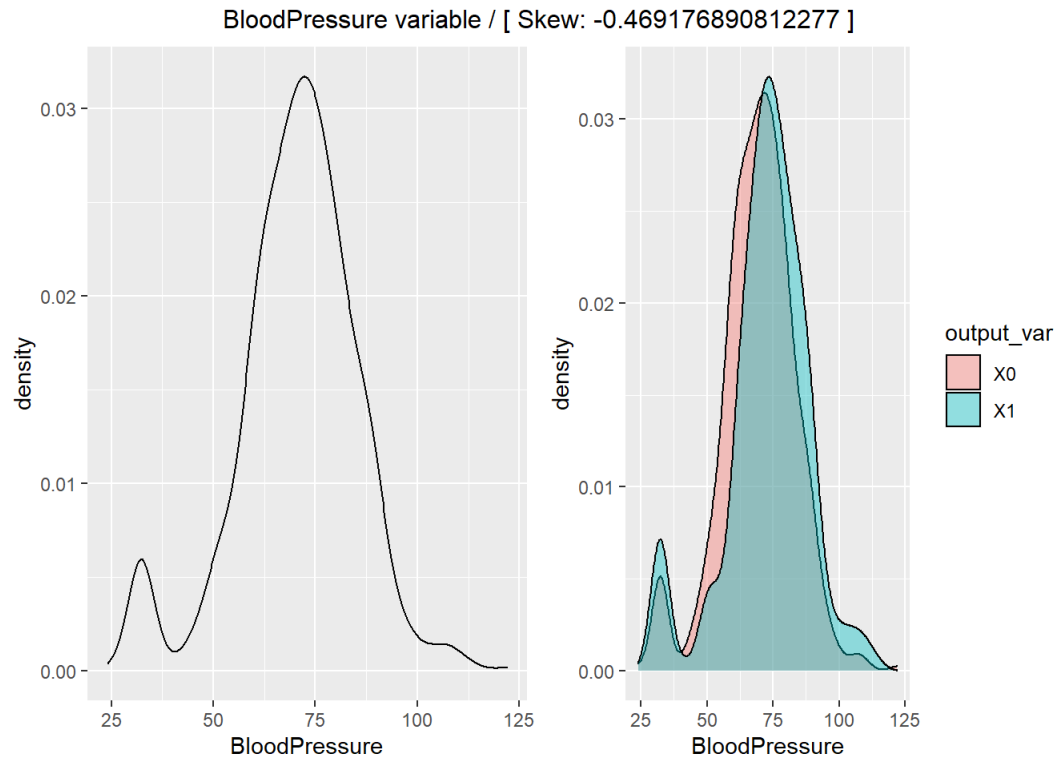 BloodPressure variable / [ Skew: -0.469176890812277 ]
0.03
0.02
0.01
0.00
density
25 50 75 100 125
BloodPressure
0.03
0.02
0.01
0.00
density
25 50 75 100 125
BloodPressure
output_var
X0
X1